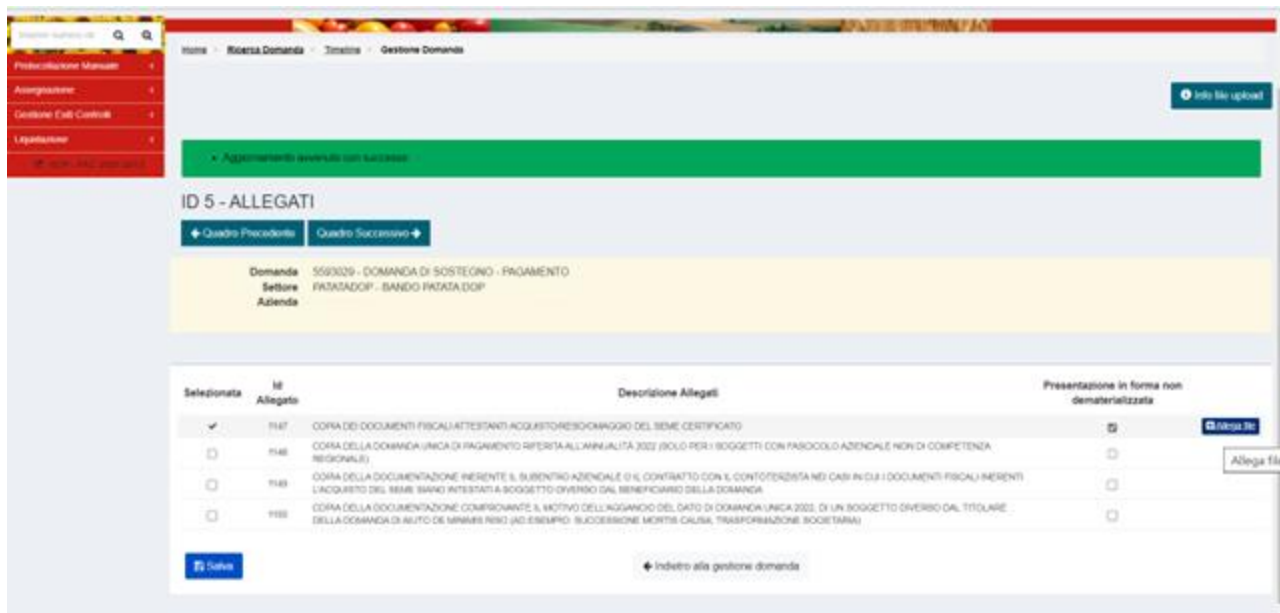 Home Ricerca Domanda Timeline Gestione Domanda
Protocollazione Manuale
Assegnazione
Gestione Esiti Controlli
Liquidazione
Info file upload
Aggiornamento avvenuto con successo
ID 5 - ALLEGATI
Quadro Precedente Quadro Successivo
Domanda 5593029 - DOMANDA DI SOSTEGNO - PAGAMENTO
Settore PATATADOP - BANDO PATATA DOP
Azienda
Selezionata Id Allegato Descrizione Allegati Presentazione in forma non dematerializzata
1147 COPIA DEI DOCUMENTI FISCALI ATTESTANTI ACQUISTO/RESO/OMAGGIO DEL SEME CERTIFICATO Allega file
1148 COPIA DELLA DOMANDA UNICA DI PAGAMENTO RIFERITA ALL'ANNUALITÀ 2022 (SOLO PER I SOGGETTI CON FASCICOLO AZIENDALE NON DI COMPETENZA
REGIONALE)
Allega file
1149 COPIA DELLA DOCUMENTAZIONE INERENTE IL SUBENTRO AZIENDALE O IL CONTRATTO CON IL CONTOTERZISTA NEI CASI IN CUI I DOCUMENTI FISCALI INERENTI
L'ACQUISTO DEL SEME SIANO INTESTATI A SOGGETTO DIVERSO DAL BENEFICIARIO DELLA DOMANDA
1150 COPIA DELLA DOCUMENTAZIONE COMPROVANTE IL MOTIVO DELL'AGGANCIO DEL DATO DI DOMANDA UNICA 2022, DI UN SOGGETTO DIVERSO DAL TITOLARE
DELLA DOMANDA DI AIUTO DE MINIMIS RISO (AD ESEMPIO: SUCCESSIONE MORTIS CAUSA, TRASFORMAZIONE SOCIETARIA)
Salva
Indietro alla gestione domanda